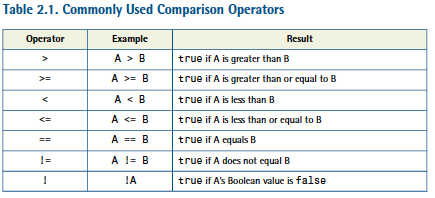 Table 2.1. Commonly Used Comparison Operators
Operator Example Result
> A > B true if A is greater than B
>= A >= B true if A is greater than or equal to B
< A < B true if A is less than B
<= A <= B true if A is less than or equal to B
== A == B true if A equals B
!= A != B true if A does not equal B
! !A true if A's Boolean value is false